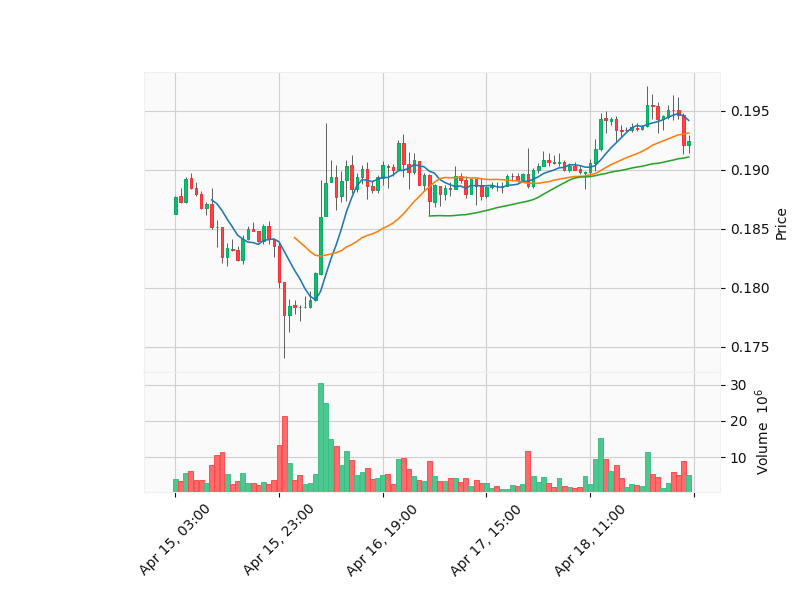 0.195
0.190
0.185
0.180
0.175
Price
30
20
10
Volume 10^6
Apr 15, 03:00
Apr 15, 23:00
Apr 16, 19:00
Apr 17, 15:00
Apr 18, 11:00